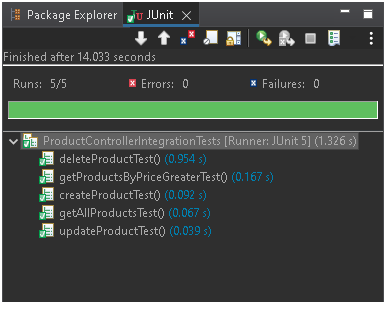 Package Explorer JUnit
Finished after 14.033 seconds
Runs: 5/5 Errors: 0 Failures: 0
ProductControllerIntegrationTests [Runner: JUnit 5] (1.326 s)
deleteProductTest() (0.954 s)
getProductsByPriceGreaterTest() (0.167 s)
createProductTest() (0.092 s)
getAllProductsTest() (0.067 s)
updateProductTest() (0.039 s)